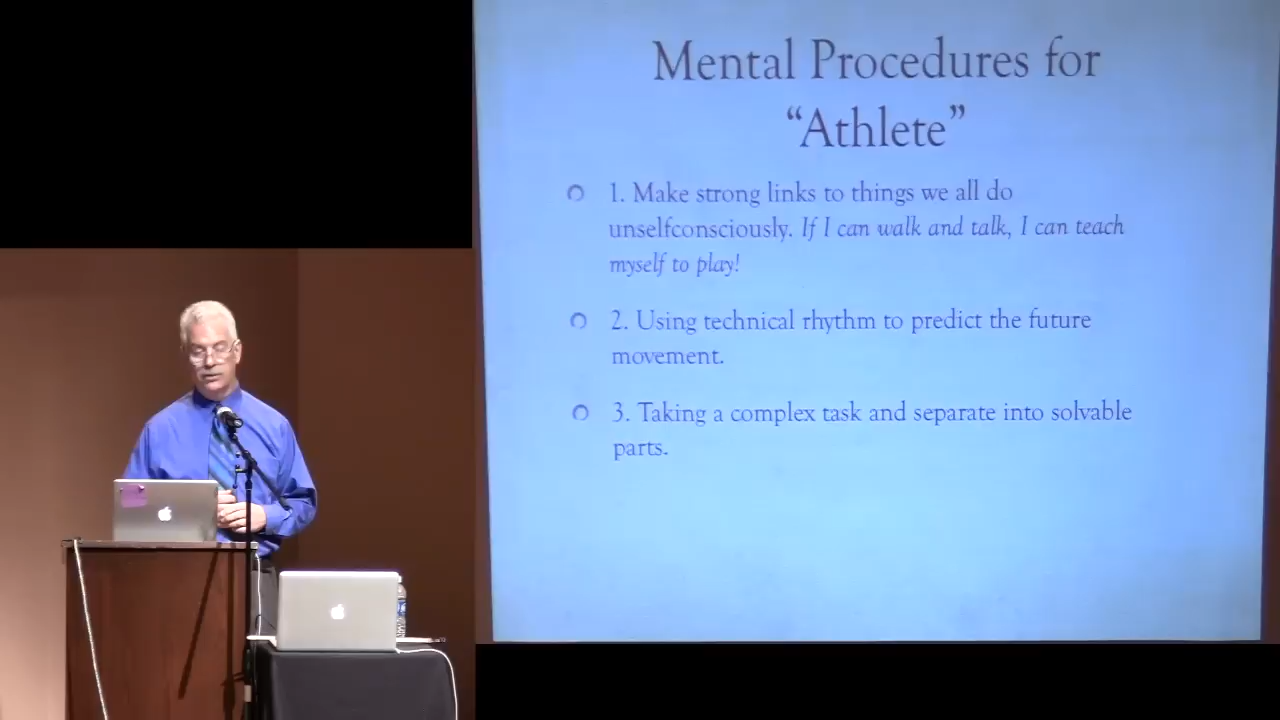 Mental Procedures for
“Athlete”
1. Make strong links to things we all do
unselfconsciously. If I can walk and talk, I can teach
myself to play!
2. Using technical rhythm to predict the future
movement.
3. Taking a complex task and separate into solvable
parts.